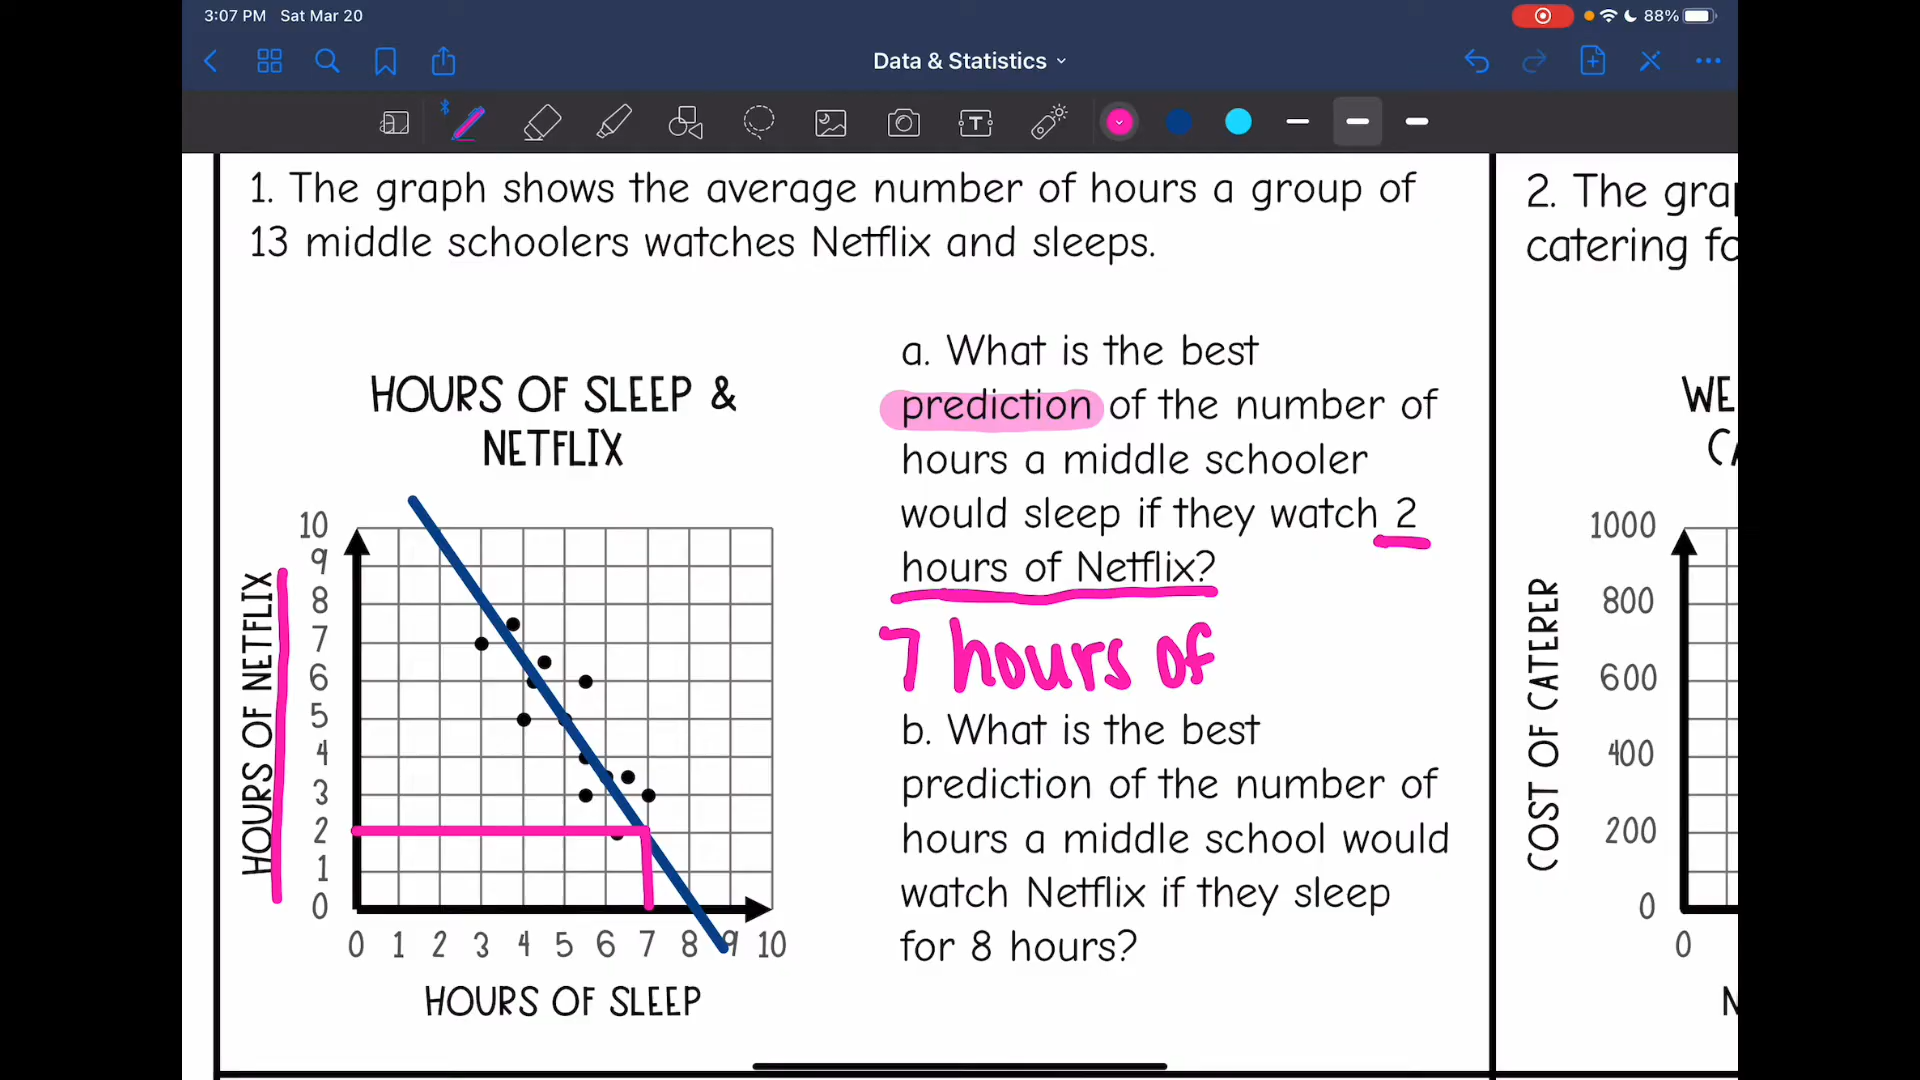 3:07 PM Sat Mar 20
88%
Data & Statistics
1. The graph shows the average number of hours a group of
13 middle schoolers watches Netflix and sleeps.
HOURS OF SLEEP &
NETFLIX
HOURS OF NETFLIX
10
9
8
7
6
5
4
3
2
1
0
0 1 2 3 4 5 6 7 8 9 10
HOURS OF SLEEP
a. What is the best
prediction of the number of
hours a middle schooler
would sleep if they watch 2
hours of Netflix?
7 hours of
b. What is the best
prediction of the number of
hours a middle school would
watch Netflix if they sleep
for 8 hours?
2. The gra
catering fo
WE
CA
COST OF CATERER
1000
800
600
400
200
0
0